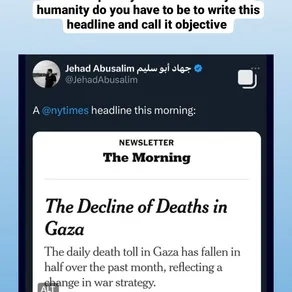 humanity do you have to be to write this
headline and call it objective
Jehad Abusalim جهاد أبو سليم
@JehadAbusalim
A @nytimes headline this morning:
NEWSLETTER
The Morning
The Decline of Deaths in
Gaza
The daily death toll in Gaza has fallen in
half over the past month, reflecting a
change in war strategy.
ALT